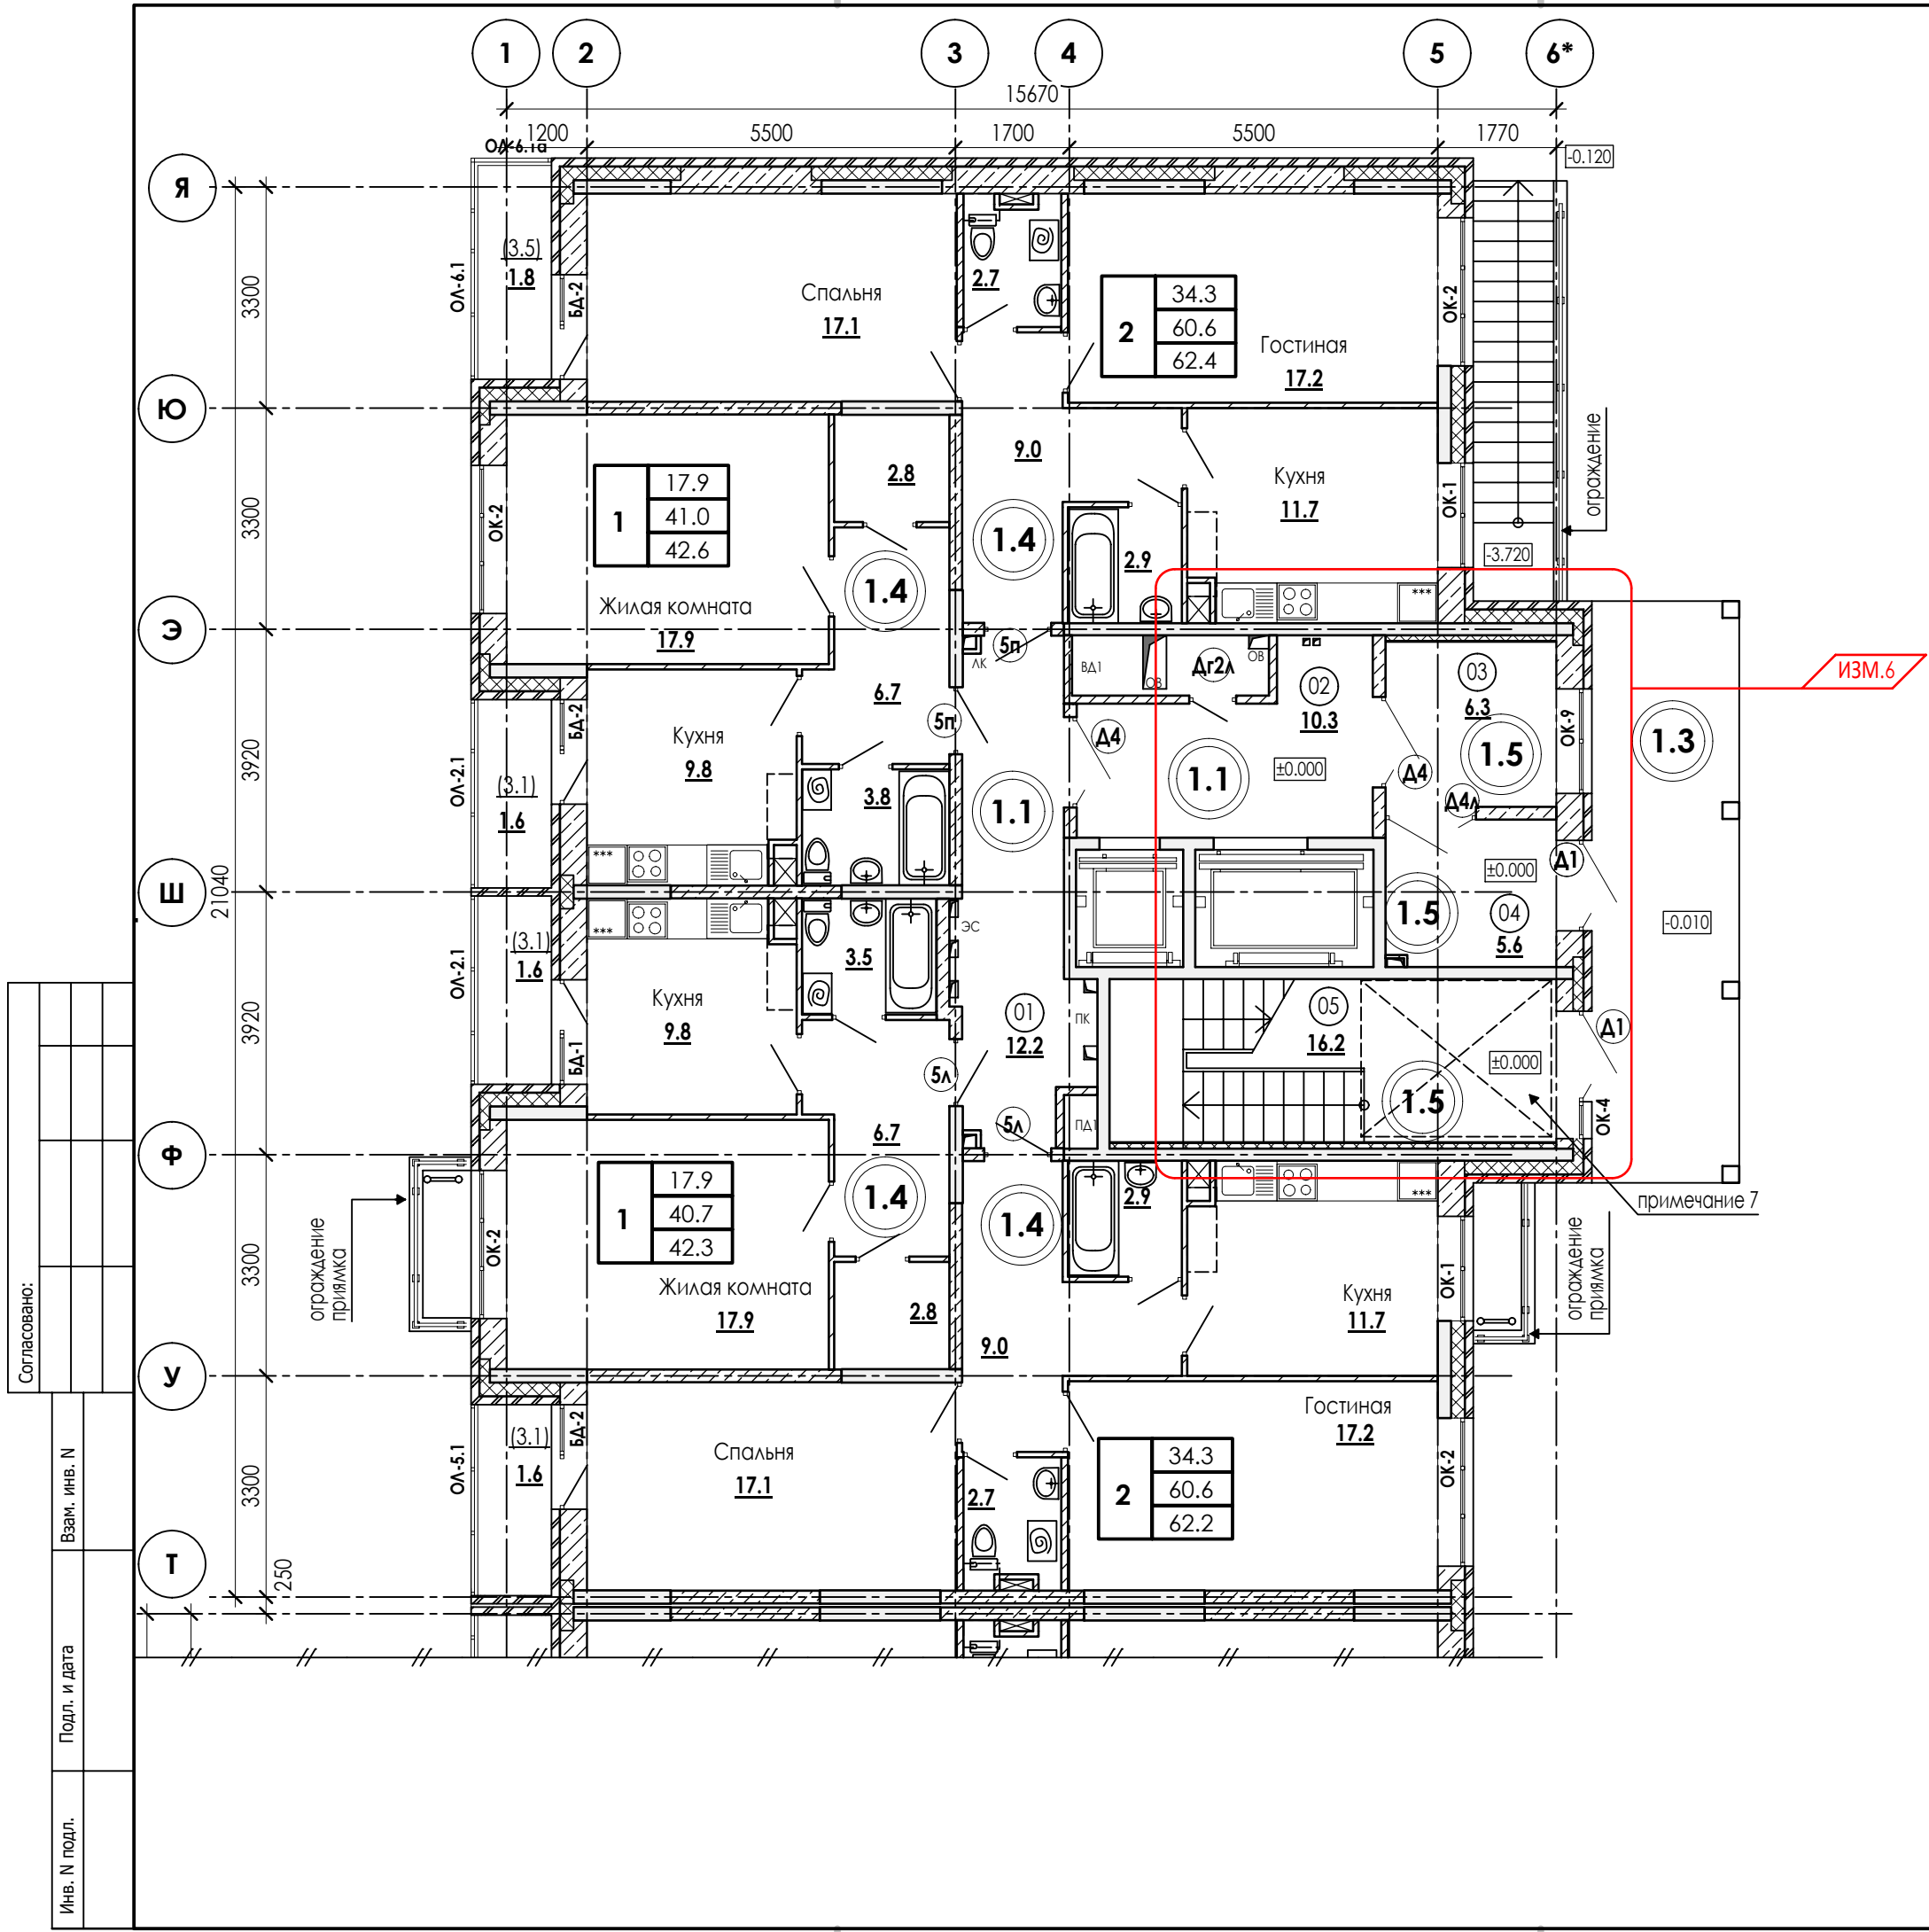 1 2 3 4 5 6*
15670
1200 5500 1700 5500 1770
-0.120
ОЛ-6.1а
Я
(3.5)
1.8
ОЛ-6.1
БД-2
3300
Спальня
17.1
2.7
2
34.3
60.6
62.4
Гостиная
17.2
ОК-2
Ю
ограждение
9.0
2.8
Кухня
11.7
ОК-1
1
17.9
41.0
42.6
ОК-2
3300
1.4
1.4
2.9
-3.720
***
Жилая комната
17.9
Э
5п
ЛК
ВД1
ОВ
Дг2л
ОВ
02
10.3
03
6.3
ИЗМ.6
6.7
5п
БД-2
Кухня
9.8
3920
Д4
1.1
±0.000
Д4
1.5
ОК-9
1.3
ОЛ-2.1
(3.1)
1.6
3.8
1.1
Д4л
***
±0.000
Д1
Ш
21040
1.5
04
5.6
-0.010
ЭС
***
(3.1)
1.6
ОЛ-2.1
3.5
Кухня
9.8
01
12.2
ПК
05
16.2
Д1
3920
БД-1
5л
±0.000
1.5
ОК-4
5л
ПД1
6.7
Ф
1
17.9
40.7
42.3
1.4
1.4
2.9
***
примечание 7
ограждение
приямка
ОК-2
3300
Жилая комната
17.9
2.8
9.0
Кухня
11.7
ОК-1
ограждение
приямка
У
Гостиная
17.2
БД-2
(3.1)
1.6
ОЛ-5.1
Спальня
17.1
2.7
2
34.3
60.6
62.2
ОК-2
3300
Т
250
Согласовано:
Взам. инв. N
Подл. и дата
Инв. N подл.